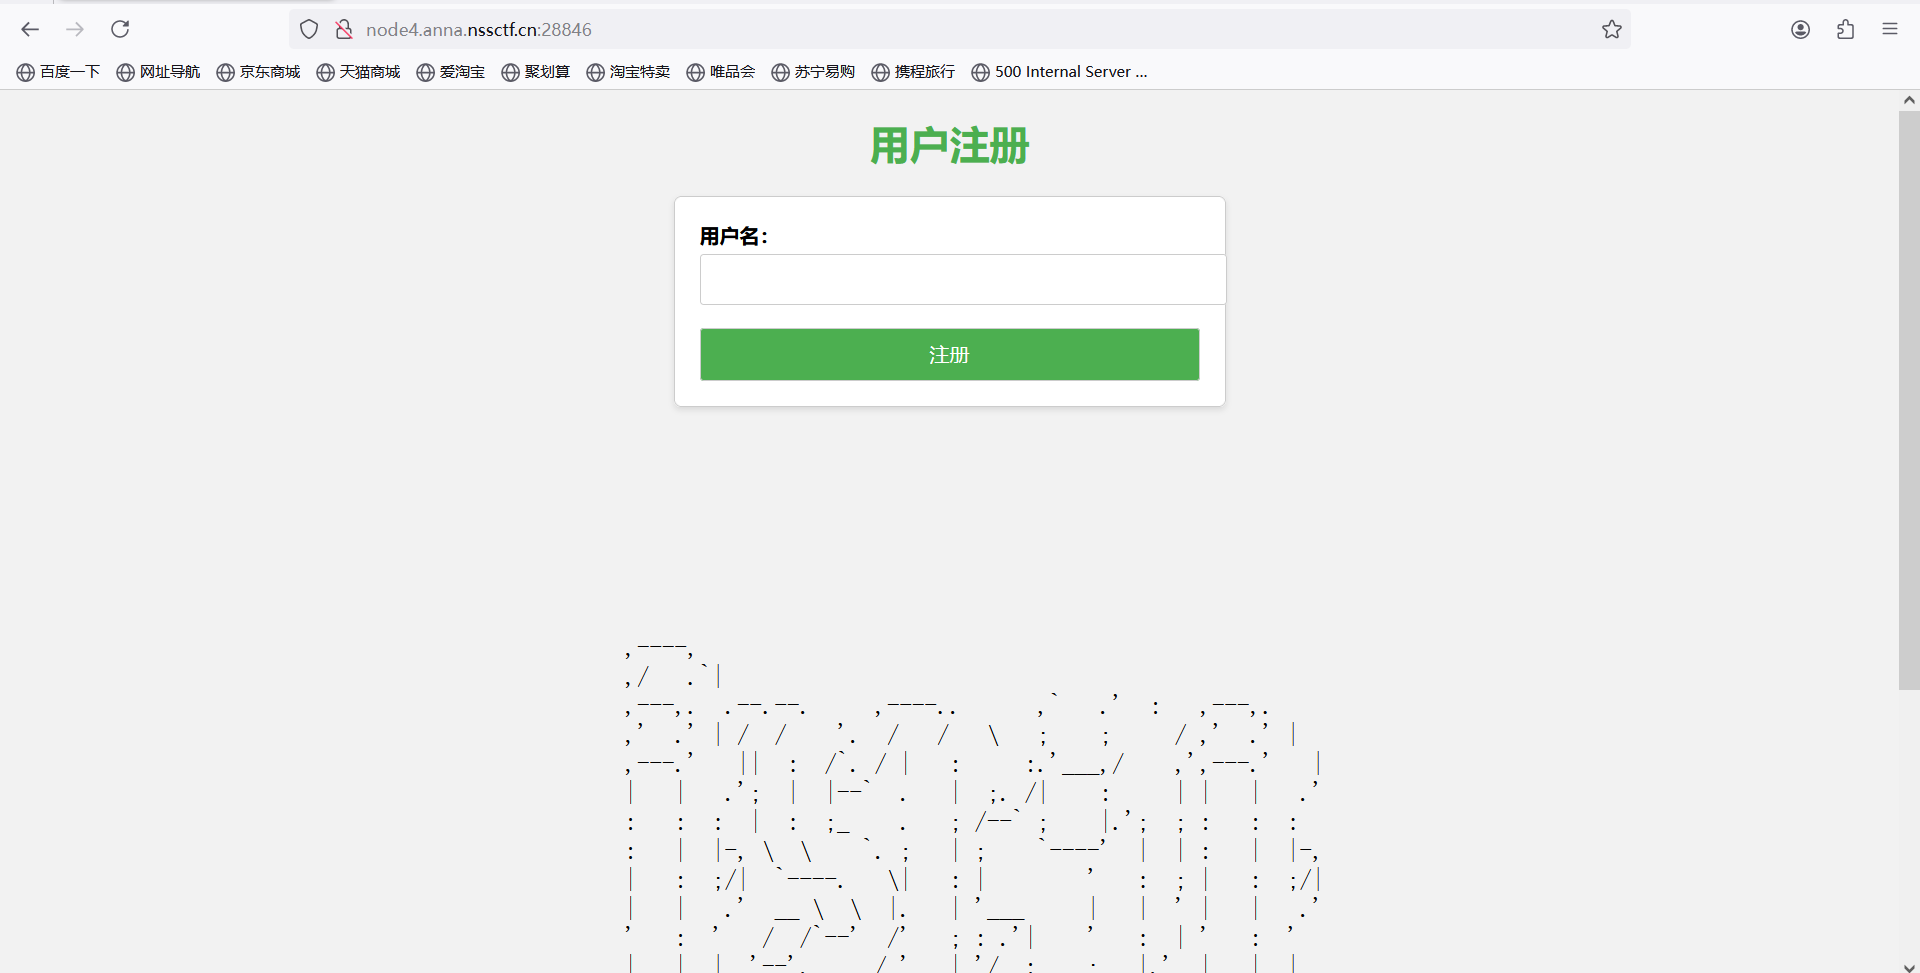 node4.anna.nssctf.cn:28846
百度一下 网址导航 京东商城 天猫商城 爱淘宝 聚划算 淘宝特卖 唯品会 苏宁易购 携程旅行 500 Internal Server ...
用户注册
用户名：
注册